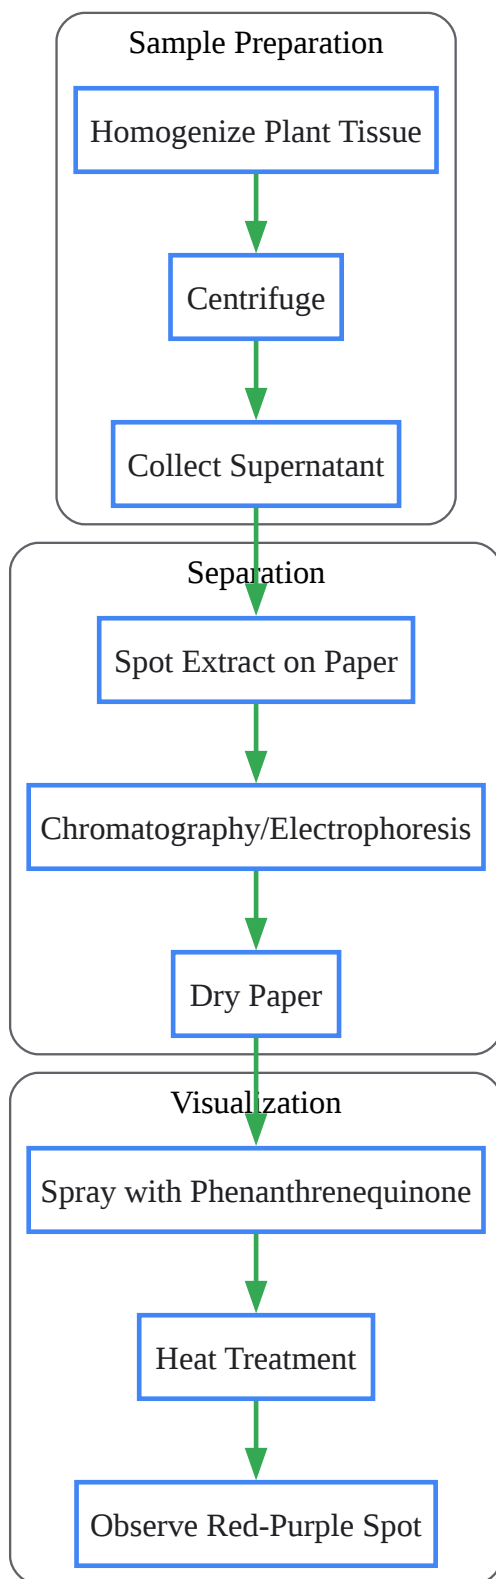 Sample Preparation
Homogenize Plant Tissue
Centrifuge
Collect Supernatant
Separation
Spot Extract on Paper
Chromatography/Electrophoresis
Dry Paper
Visualization
Spray with Phenanthrenequinone
Heat Treatment
Observe Red-Purple Spot